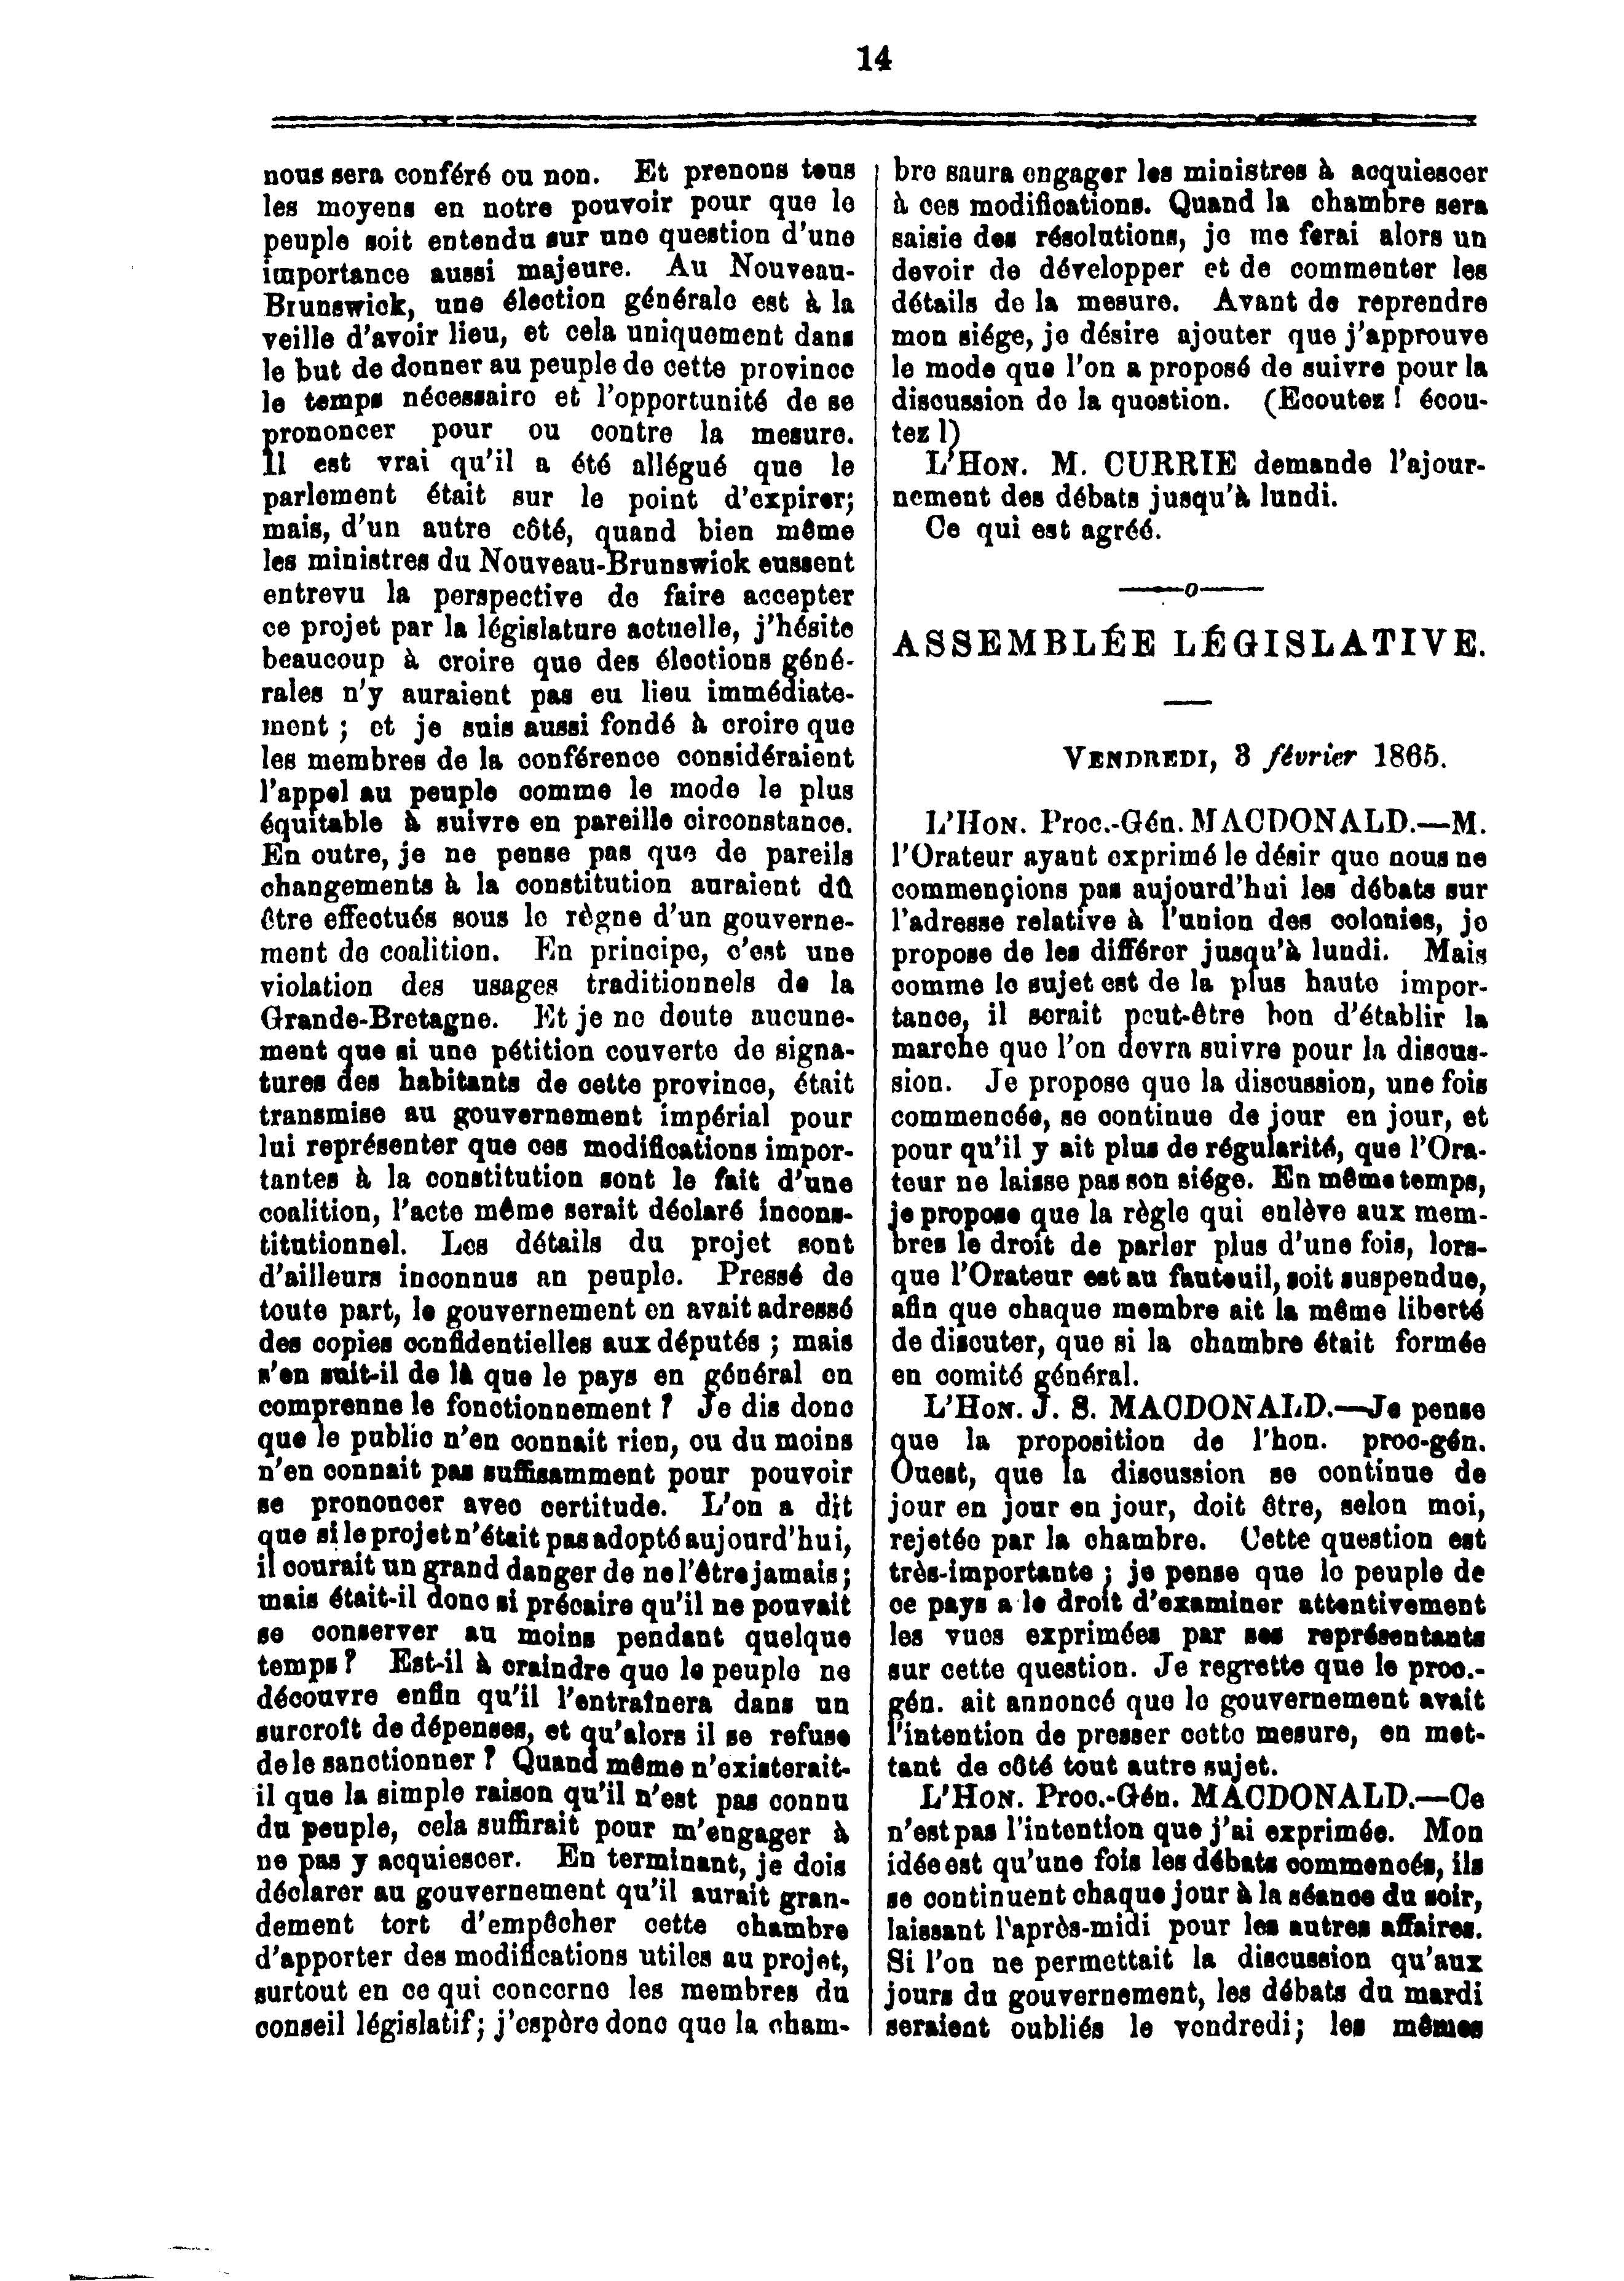 14
nous sera conféré ou non. Et prenons tous
les moyens en notre pouvoir pour que le
peuple soit entendu sur une question d'une
importance aussi majeure. Au Nouveau-
Brunswick, une élection générale est à la
veille d'avoir lieu, et cela uniquement dans
le but de donner au peuple de cette province
le temps nécessaire et l'opportunité de se
prononcer pour ou contre la mesure.
Il est vrai qu'il a été allégué que le
parlement était sur le point d'expirer;
mais, d'un autre côté, quand bien même
les ministres du Nouveau-Brunswick eussent
entrevu la perspective de faire accepter
ce projet par la législature actuelle, j'hésite
beaucoup à croire que des élections géné-
rales n'y auraient pas eu lieu immédiate-
ment ; et je suis aussi fondé à croire que
les membres de la conférence considéraient
l'appel au peuple comme le mode le plus
équitable à suivre en pareille circonstance.
En outre, je ne pense pas que de pareils
changements à la constitution auraient dû
être effectués sous le règne d'un gouverne-
ment de coalition. En principe, c'est une
violation des usages traditionnels de la
Grande-Bretagne. Et je ne doute aucune-
ment que si une pétition couverte de signa-
tures des habitants de cette province, était
transmise au gouvernement impérial pour
lui représenter que ces modifications impor-
tantes à la constitution sont le fait d'une
coalition, l'acte même serait déclaré incons-
titutionnel. Les détails du projet sont
d'ailleurs inconnus an peuple. Pressé de
toute part, le gouvernement en avait adressé
des copies confidentielles aux députés ; mais
s'en suit-il de là que le pays en général en
comprenne le fonctionnement ? Je dis donc
que le public n'en connait rien, ou du moins
n'en connait pas suffisamment pour pouvoir
se prononcer avec certitude. L'on a dit
que si le projet n'était pas adopté aujourd'hui,
il courait un grand danger de ne l'être jamais ;
mais était-il donc si précaire qu'il ne pouvait
se conserver au moins pendant quelque
temps ? Est-il à craindre que le peuple ne
découvre enfin qu'il l'entraînera dans un
surcroît de dépenses, et qu'alors il se refuse
de le sanctionner ? Quand même n'existerait-
il que la simple raison qu'il n'est pas connu
du peuple, cela suffirait pour m'engager à
ne pas y acquiescer. En terminant, je dois
déclarer au gouvernement qu'il aurait gran-
dement tort d'empêcher cette chambre
d'apporter des modifications utiles au projet,
surtout en ce qui concerne les membres du
conseil législatif; j'espère donc que la cham-
bre saura engager les ministres à acquiescer
à ces modifications. Quand la chambre sera
saisie des résolutions, je me ferai alors un
devoir de développer et de commenter les
détails de la mesure. Avant de reprendre
mon siége, je désire ajouter que j'approuve
le mode que l'on a proposé de suivre pour la
discussion de la question. (Ecoutez ! écou-
tez !)
L'HON. M. CURRIE demande l'ajour-
nement des débats jusqu'à lundi.
Ce qui est agréé.
o
ASSEMBLÉE LÉGISLATIVE.
VENDREDI, 3 février 1865.
L'HON. Proc.-Gén. MACDONALD.—M.
l'Orateur ayant exprimé le désir que nous ne
commençions pas aujourd'hui les débats sur
l'adresse relative à l'union des colonies, je
propose de les différer jusqu'à lundi. Mais
comme le sujet est de la plus haute impor-
tance, il serait peut-être bon d'établir la
marche que l'on devra suivre pour la discus-
sion. Je propose que la discussion, une fois
commencée, se continue de jour en jour, et
pour qu'il y ait plus de régularité, que l'Ora-
teur ne laisse pas son siége. En même temps,
je propose que la règle qui enlève aux mem-
bres le droit de parler plus d'une fois, lors-
que l'Orateur est au fauteuil, soit suspendue,
afin que chaque membre ait la même liberté
de discuter, que si la chambre était formée
en comité général.
L'HON. J. S. MACDONALD.—Je pense
que la proposition de l'hon. proc-gén.
Ouest, que la discussion se continue de
jour en jour en jour, doit être, selon moi,
rejetée par la chambre. Cette question est
très-importante ; je pense que le peuple de
ce pays a le droit d'examiner attentivement
les vues exprimées par ses représentants
sur cette question. Je regrette que le proc.-
gén. ait annoncé que le gouvernement avait
l'intention de presser cette mesure, en met-
tant de côté tout autre sujet.
L'HON. Proc.-Gén. MACDONALD.—Ce
n'est pas l'intention que j'ai exprimée. Mon
idée est qu'une fois les débats commencés, ils
se continuent chaque jour à la séance du soir,
laissant l'après-midi pour les autres affaires.
Si l'on ne permettait la discussion qu'aux
jours du gouvernement, les débats du mardi
seraient oubliés le vendredi; les mêmes